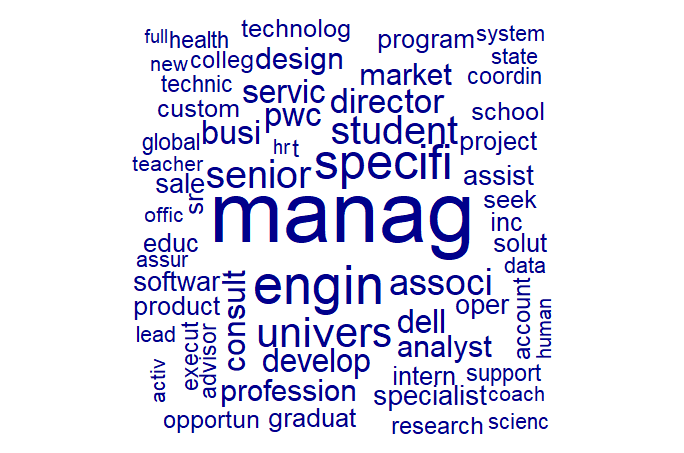 technolog
full
health
program
system
new
colleg
design
state
market
coordin
technic
servic
director
custom
pwc
school
busi
student
global
hrt
project
teacher
specifi
sale
senior
assist
sr
seek
offic
manag
inc
educ
solut
assur
data
softwar
engin
associ
product
consult
oper
account
human
lead
univers
dell
execut
advisor
develop
analyst
activ
profession
intern
support
specialist
coach
opportun
graduat
research
scienc